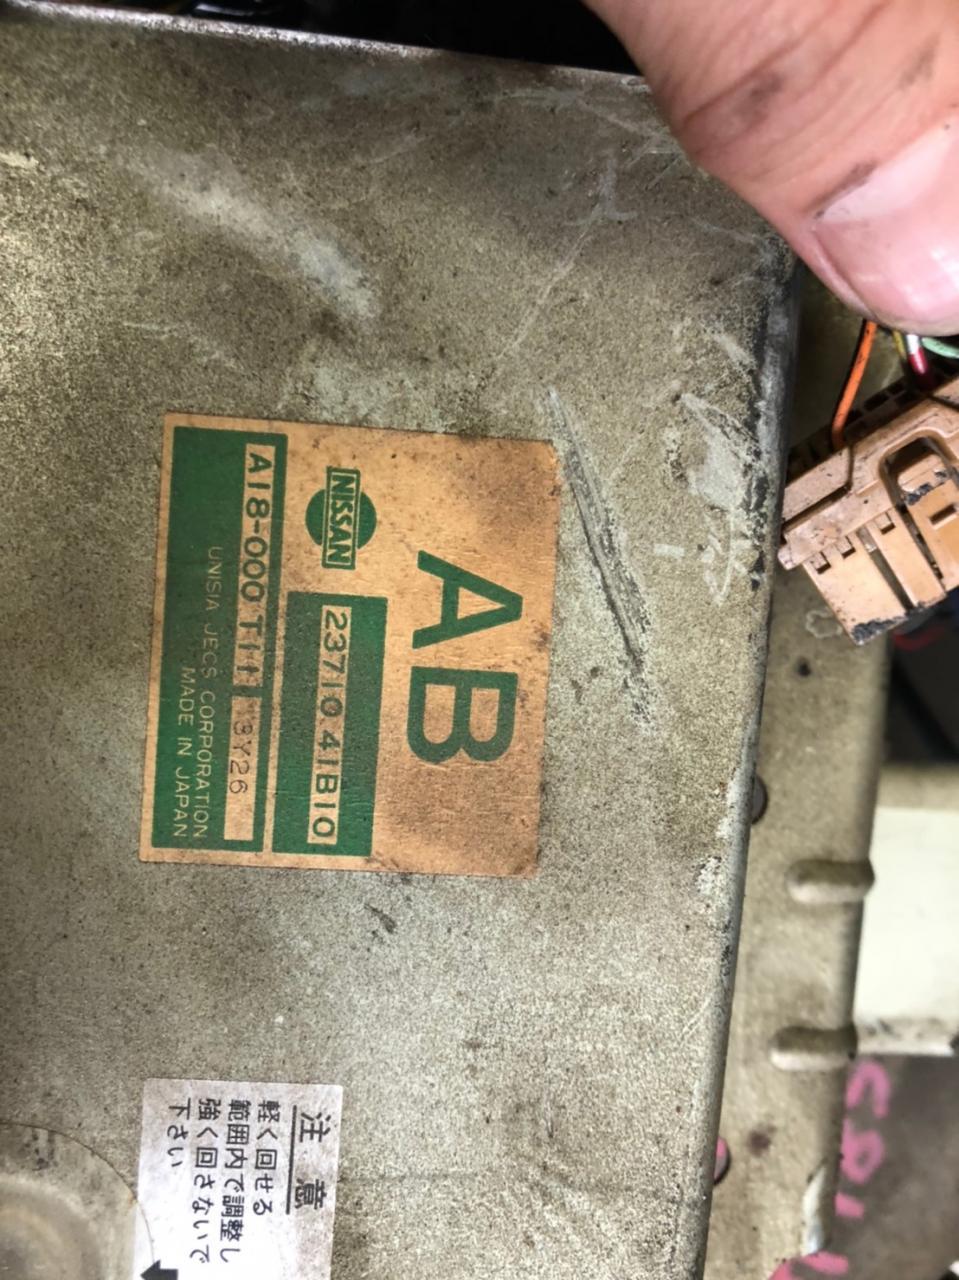 AB
NISSAN
23710 41B10
A18-000 T11
13Y26
UNISIA JECS CORPORATION
MADE IN JAPAN
注意
軽く回せる
範囲内で調整し
強く回さないで
下さい